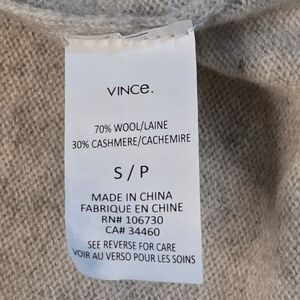 VINCe.
70% WOOL/LAINE
30% CASHMERE/CACHEMIRE
S / P
MADE IN CHINA
FABRIQUÉ EN CHINE
RN# 106730
CA# 34460
SEE REVERSE FOR CARE
VOIR AU VERSO POUR LES SOINS